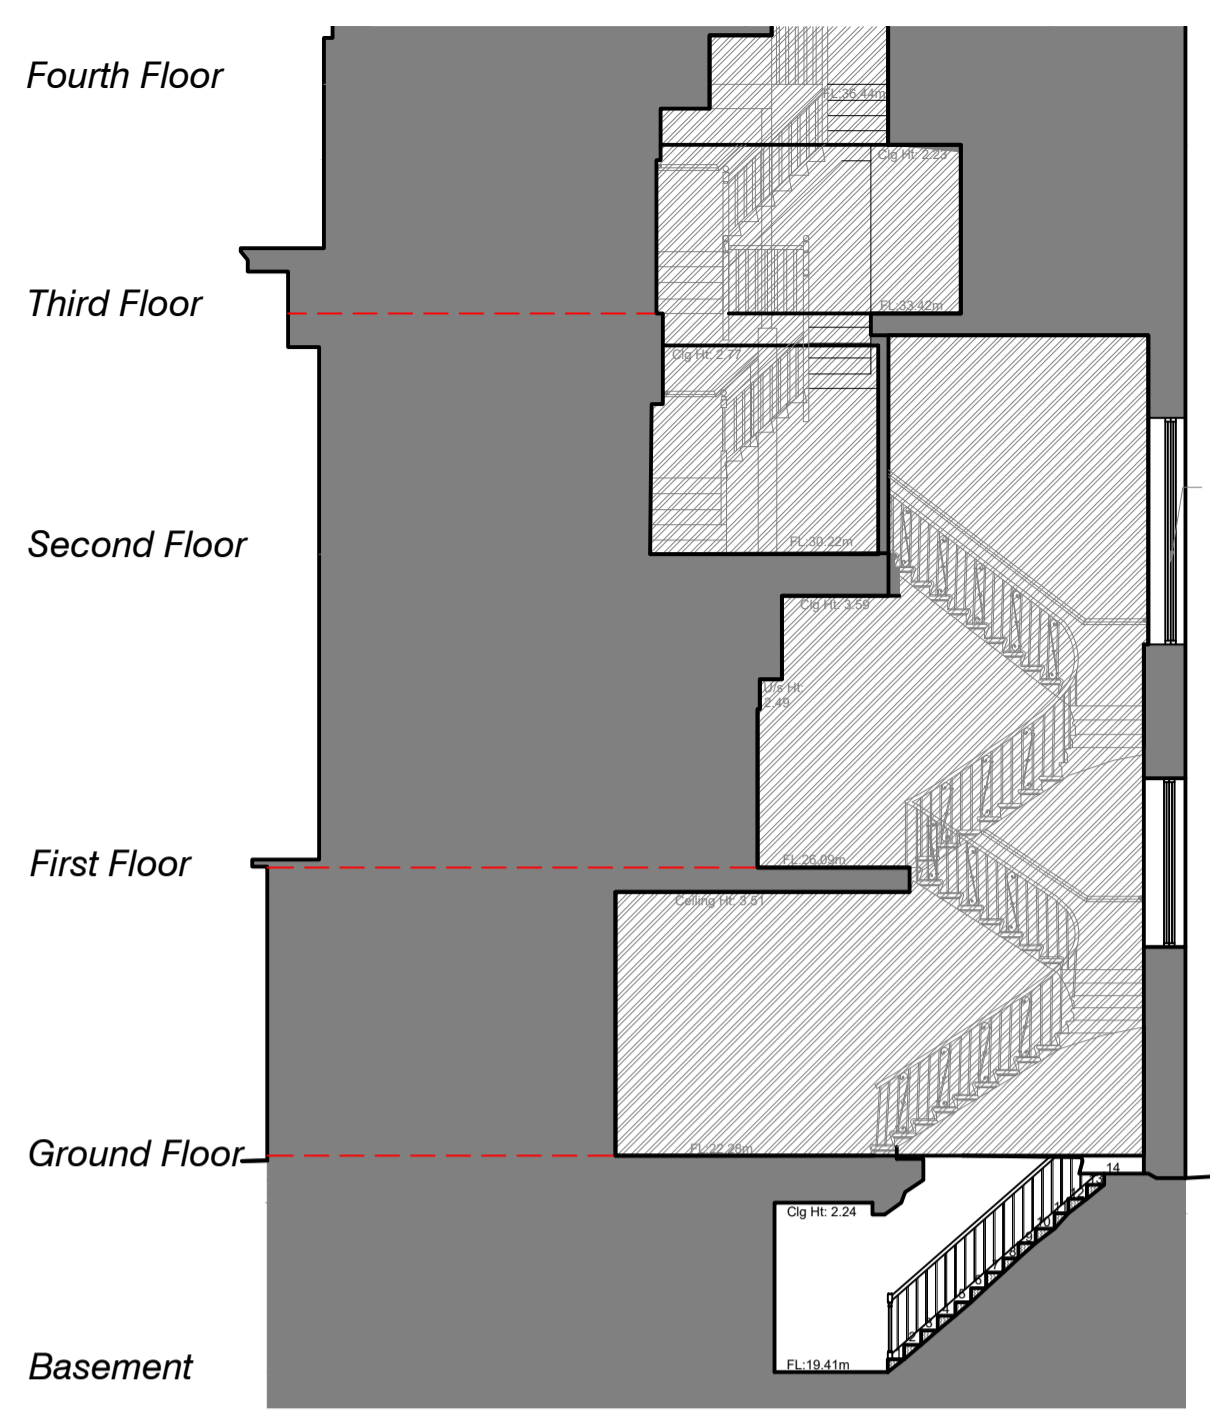 Fourth Floor
FL:36.44m
Clg Ht: 2.23
Third Floor
FL:33.42m
Clg Ht: 2.77
Second Floor
FL:30.22m
Clg Ht: 3.59
U/s Ht:
2.49
First Floor
FL:26.09m
Ceiling Ht: 3.51
Ground Floor
FL:22.28m
14
Clg Ht: 2.24
Basement
FL:19.41m